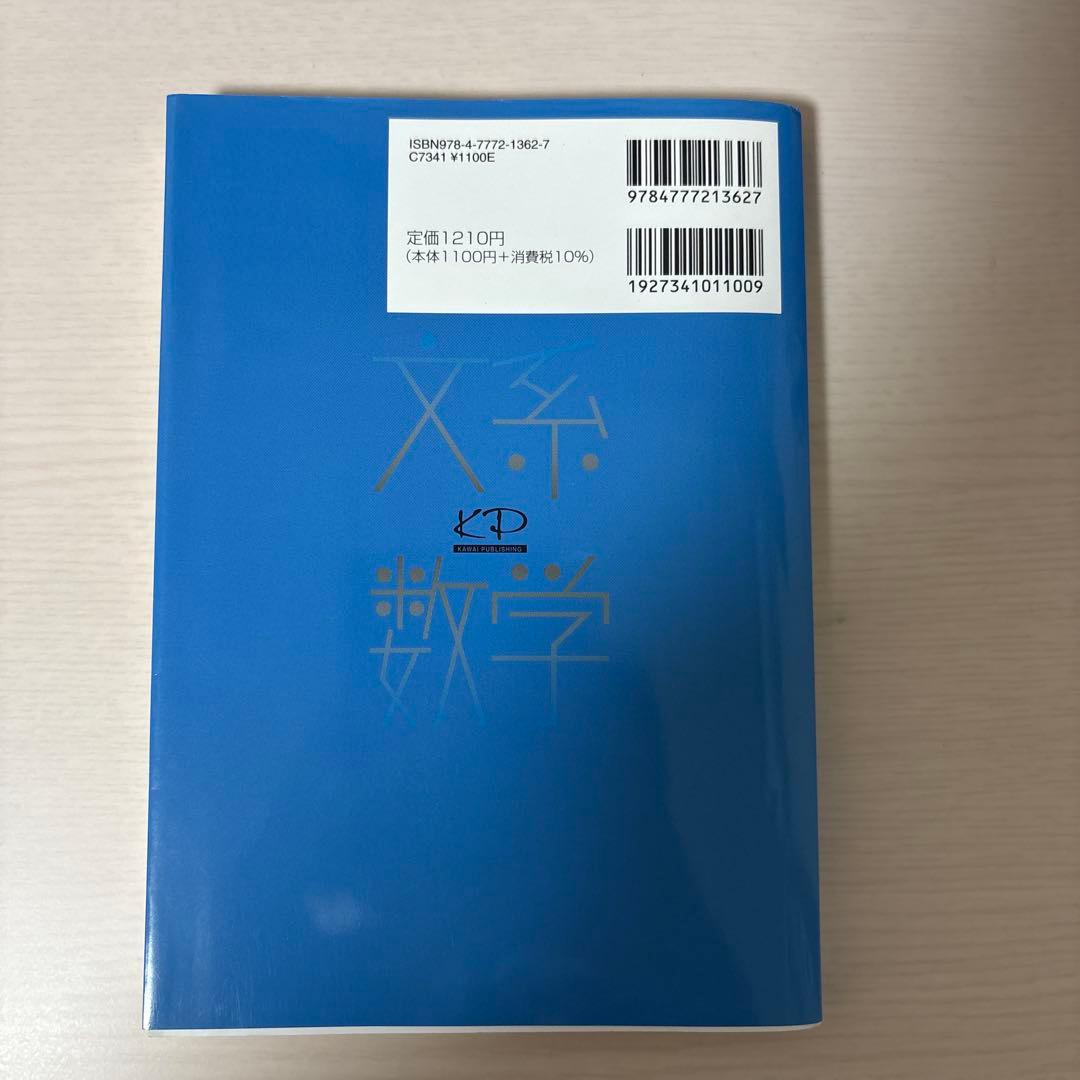 ISBN978-4-7772-1362-7
C7341 ¥1100E
9784777213627
定価1210円
(本体1100円+消費税10%)
1927341011009
文系
KP
KAWAI PUBLISHING
数学